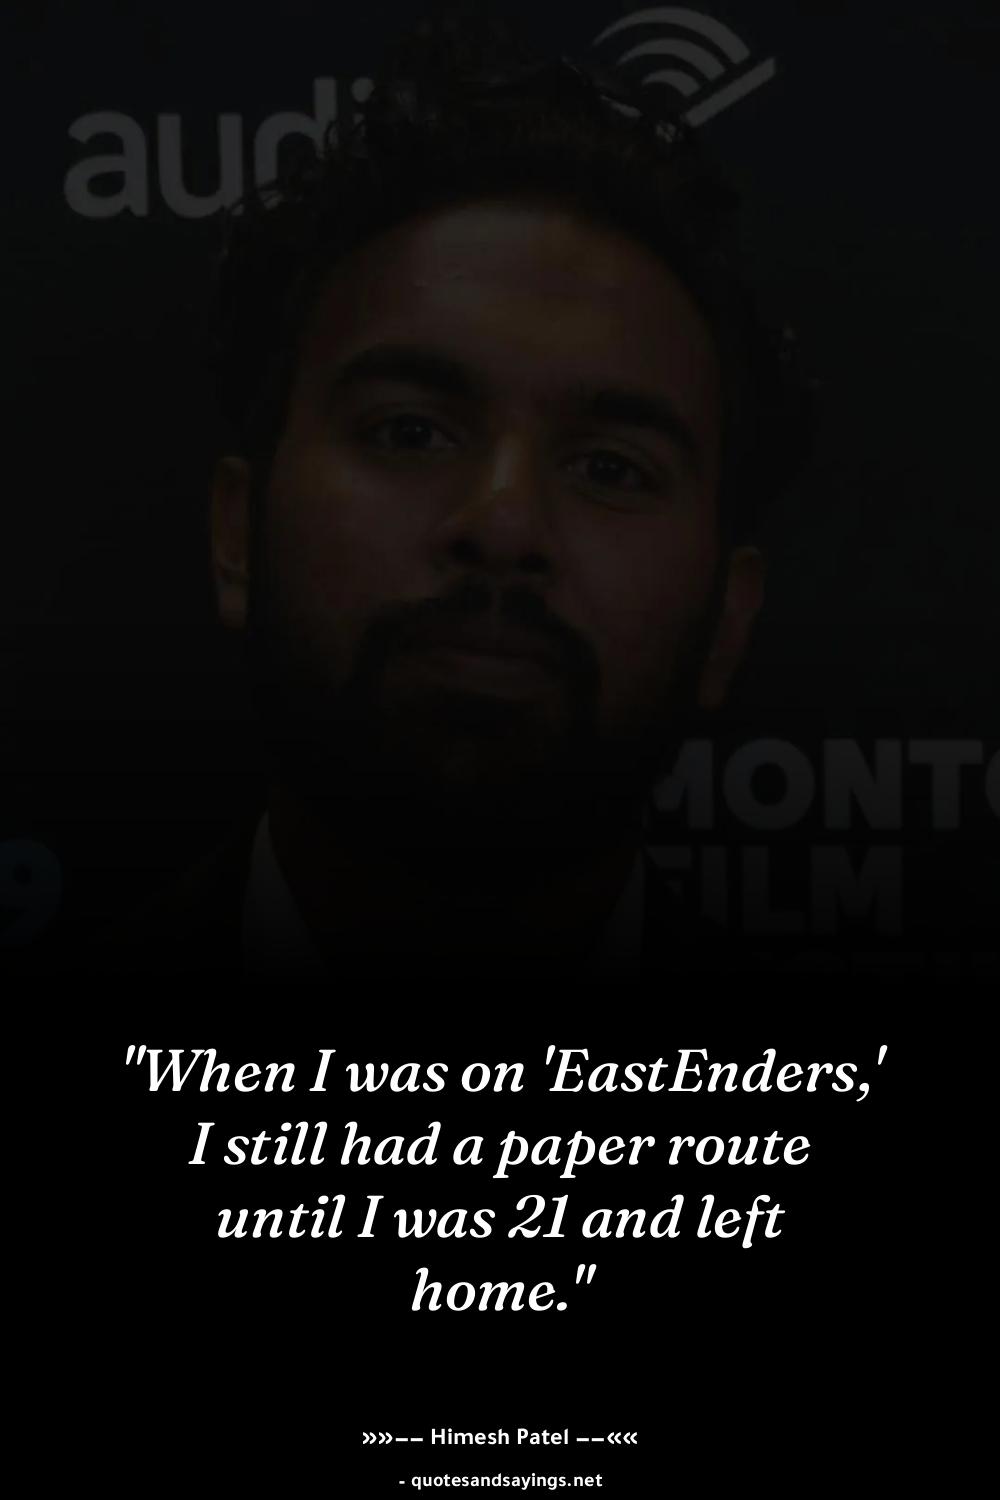 audi
MONT
FILM
9
"When I was on 'EastEnders,'
I still had a paper route
until I was 21 and left
home."
»»—— Himesh Patel ——««
- quotesandsayings.net